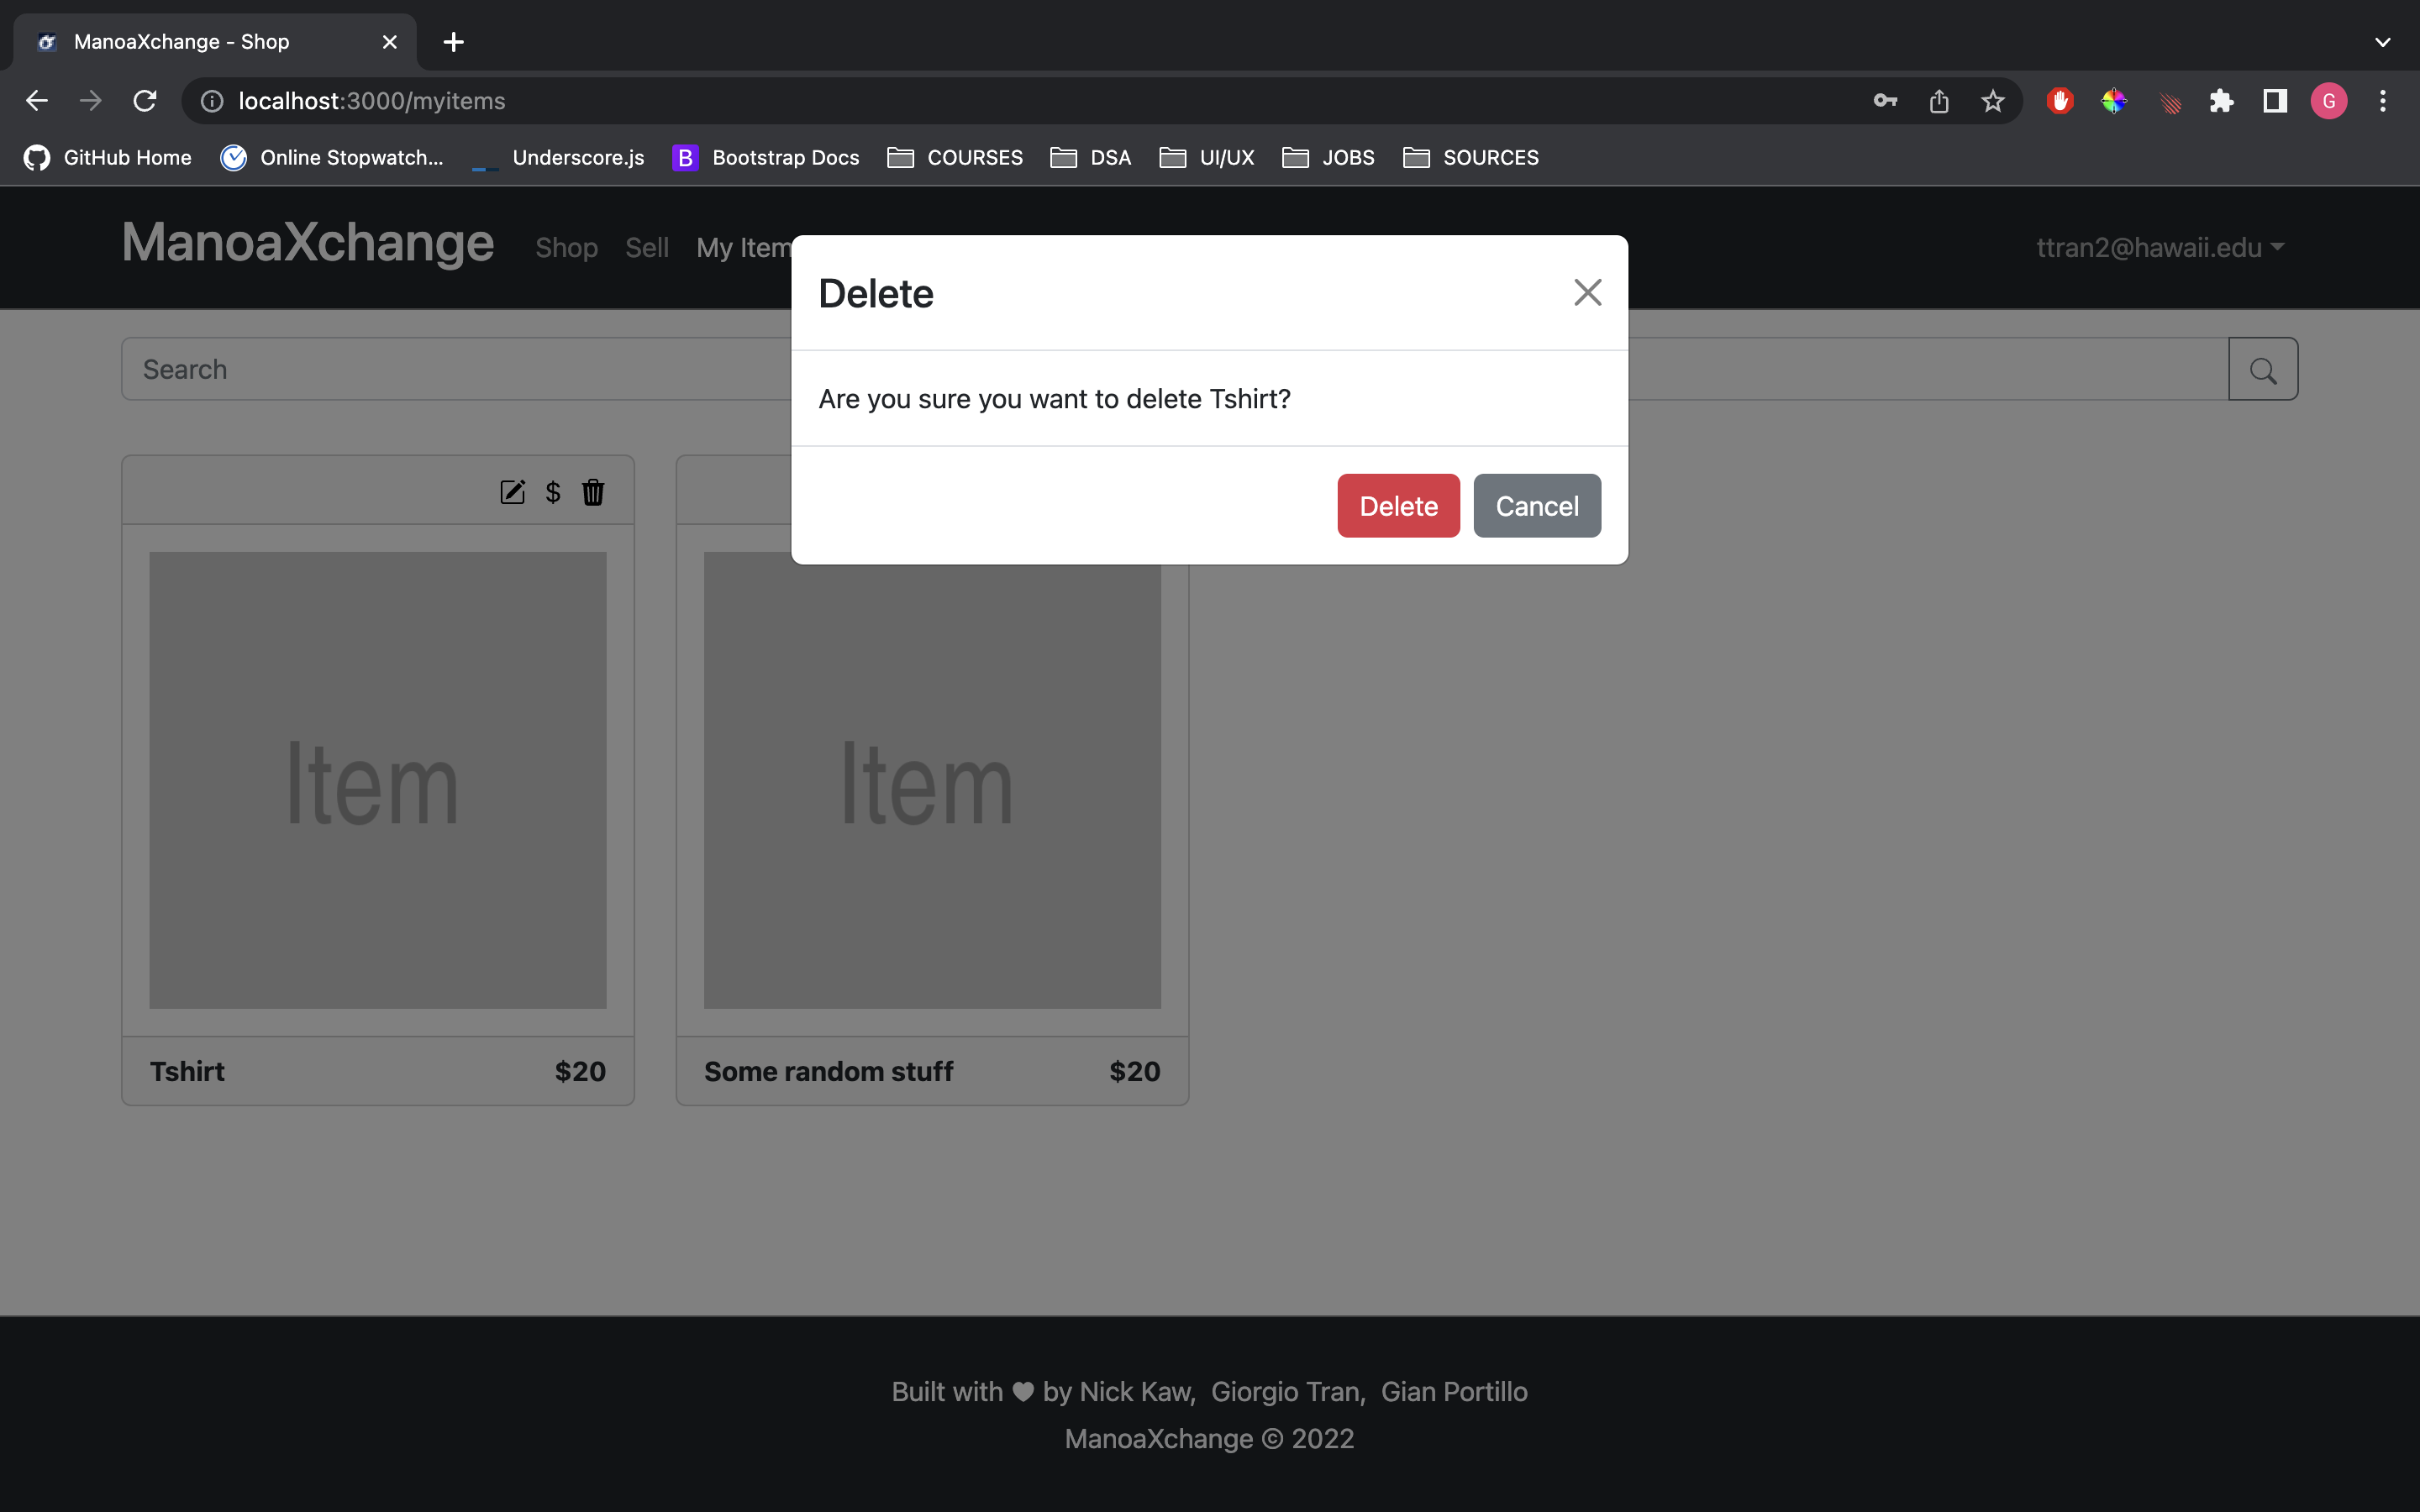 ManoaXchange - Shop
localhost:3000/myitems
G
GitHub Home Online Stopwatch... Underscore.js B Bootstrap Docs COURSES DSA UI/UX JOBS SOURCES
ManoaXchange Shop Sell My Item ttran2@hawaii.edu
Delete
Search
Are you sure you want to delete Tshirt?
$
Delete Cancel
Item Item
Tshirt $20 Some random stuff $20
Built with ♥ by Nick Kaw, Giorgio Tran, Gian Portillo
ManoaXchange © 2022